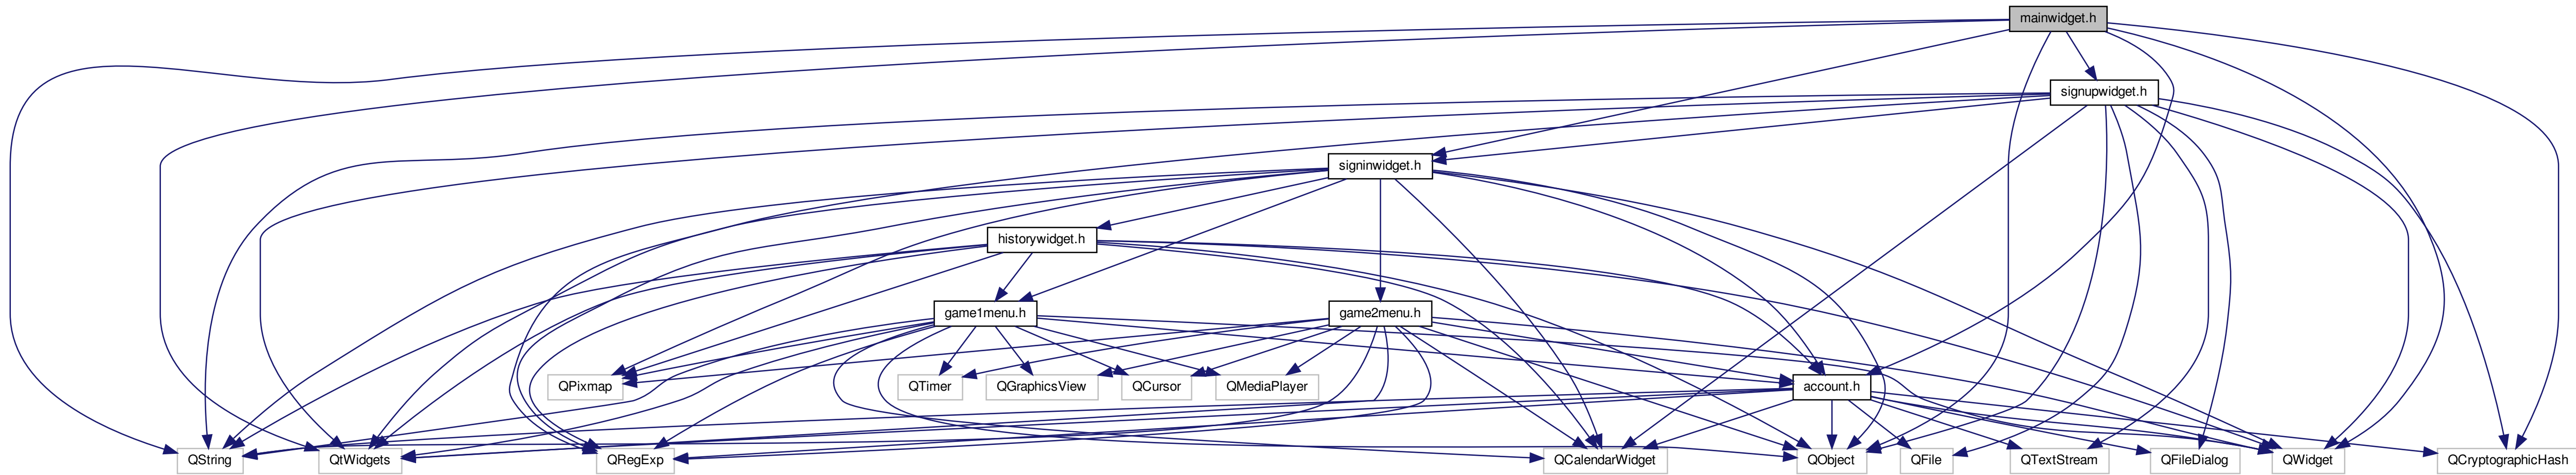 mainwidget.h
signupwidget.h
signinwidget.h
historywidget.h
game1menu.h
game2menu.h
QPixmap
QTimer
QGraphicsView
QCursor
QMediaPlayer
account.h
QString
QtWidgets
QRegExp
QCalendarWidget
QObject
QFile
QTextStream
QFileDialog
QWidget
QCryptographicHash